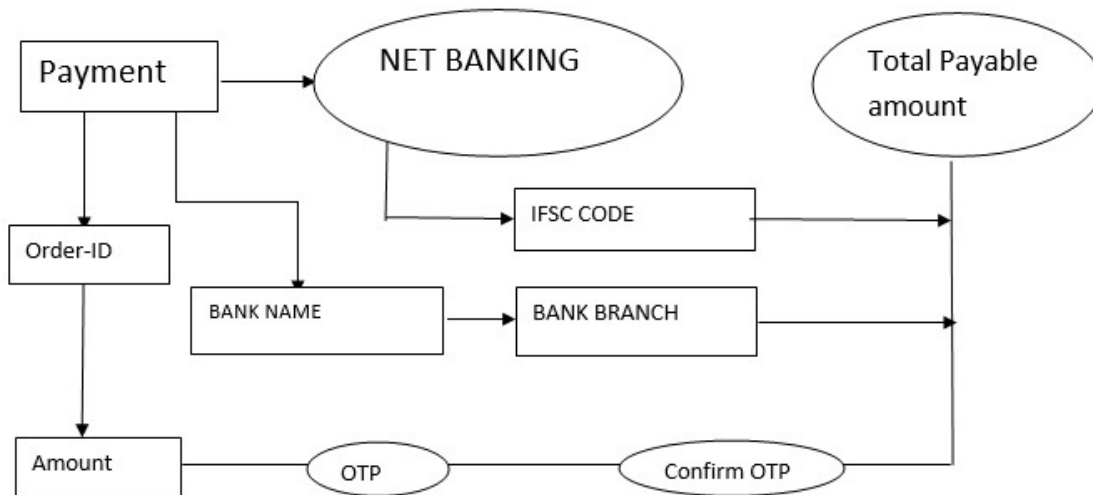 Payment
NET BANKING
Total Payable
amount
IFSC CODE
Order-ID
BANK NAME
BANK BRANCH
Amount
OTP
Confirm OTP